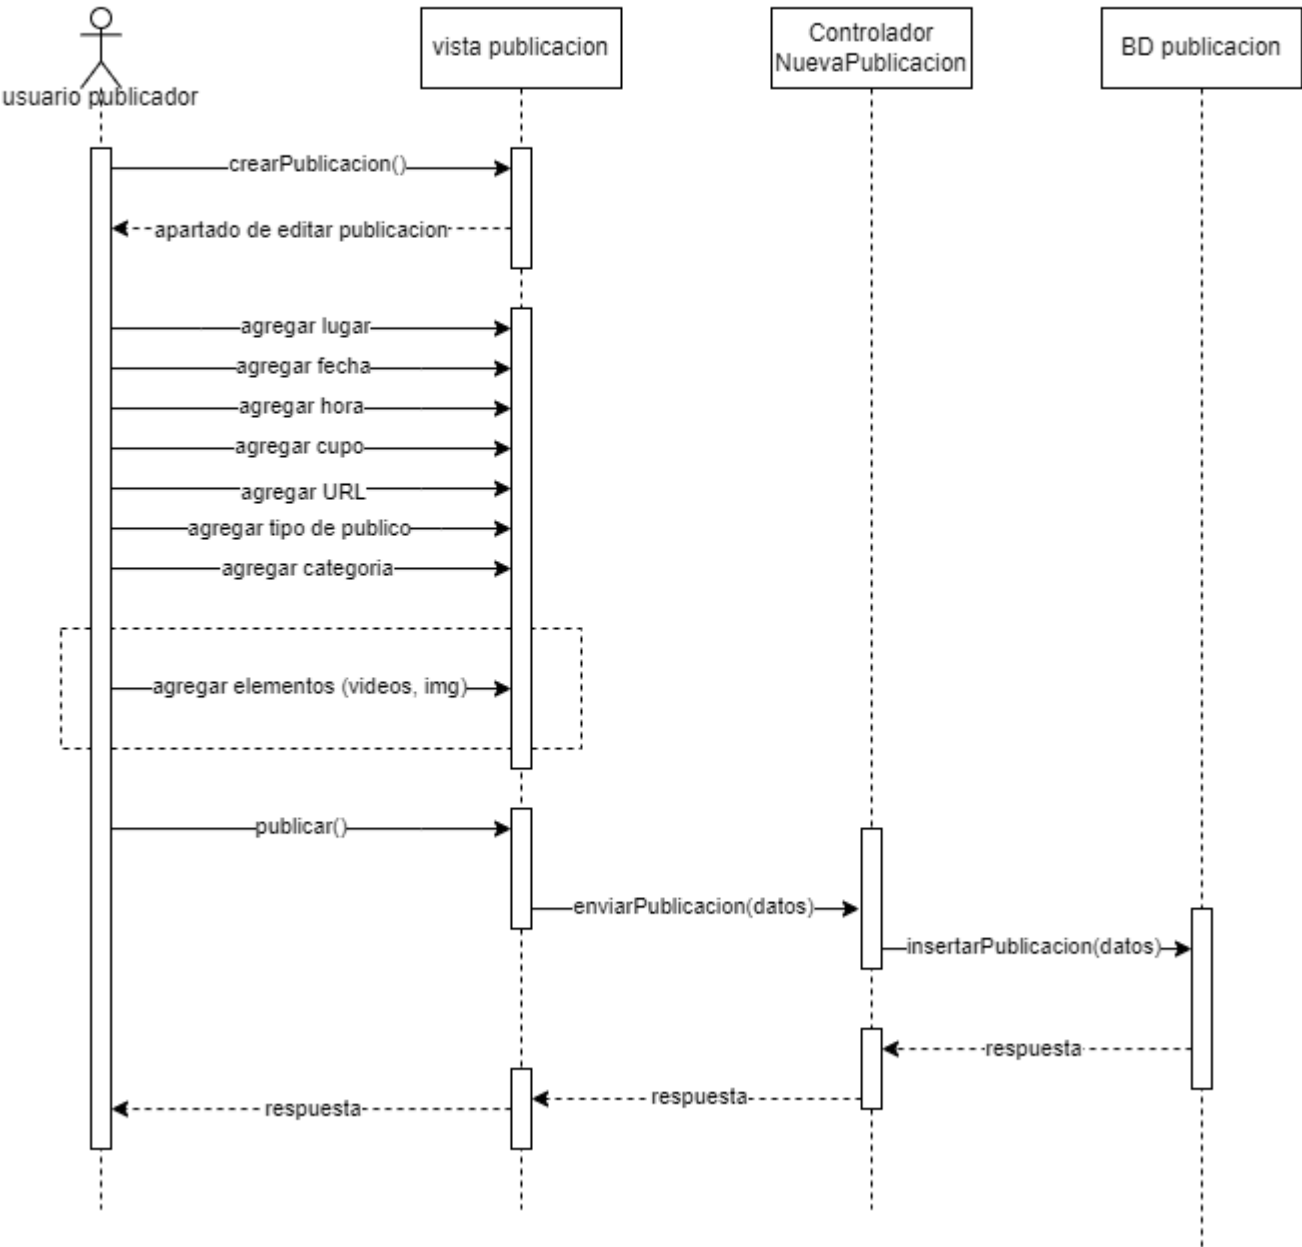 usuario publicador
vista publicacion
Controlador
NuevaPublicacion
BD publicacion
crearPublicacion()
apartado de editar publicacion
agregar lugar
agregar fecha
agregar hora
agregar cupo
agregar URL
agregar tipo de publico
agregar categoria
agregar elementos (videos, img)
publicar()
enviarPublicacion(datos)
insertarPublicacion(datos)
respuesta
respuesta
respuesta